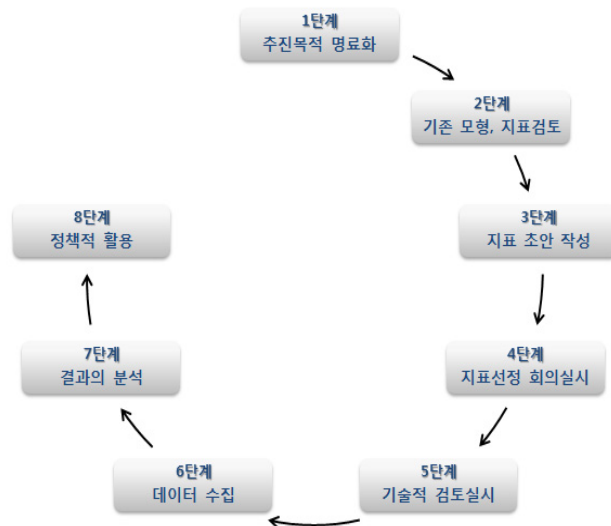 1단계
추진목적 명료화
2단계
기존 모형, 지표검토
3단계
지표 초안 작성
4단계
지표선정 회의실시
5단계
기술적 검토실시
6단계
데이터 수집
7단계
결과의 분석
8단계
정책적 활용